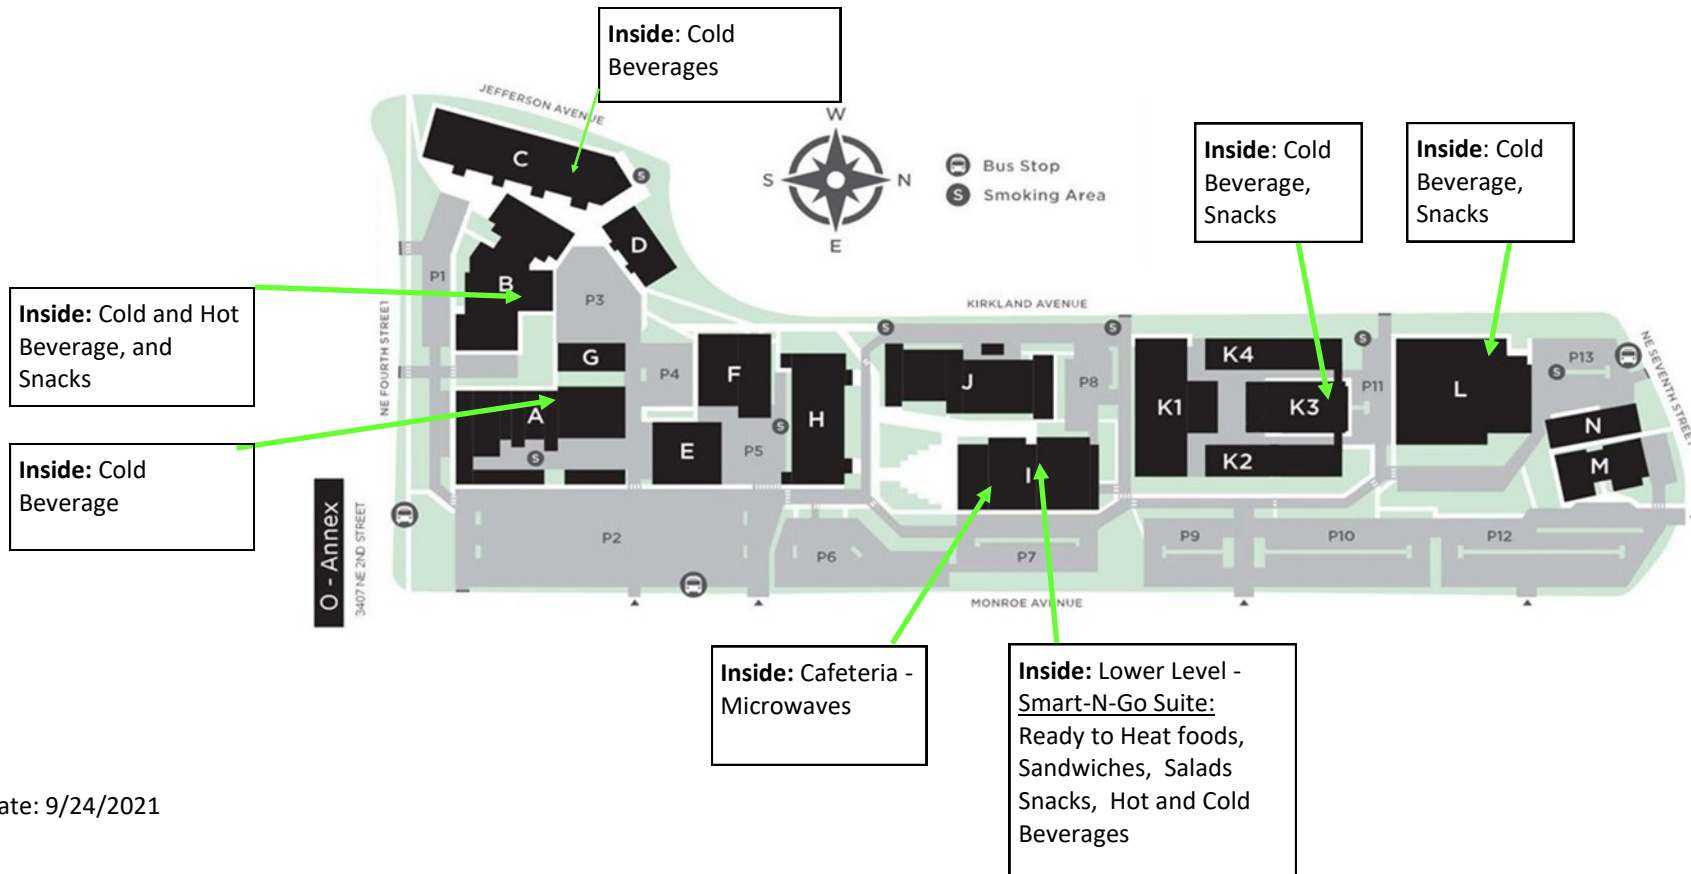 Inside: Cold
Beverages
JEFFERSON AVENUE
W
S
N
E
Bus Stop
S Smoking Area
Inside: Cold
Beverage,
Snacks
Inside: Cold
Beverage,
Snacks
C
S
D
B
P1
P3
Inside: Cold and Hot
Beverage, and
Snacks
NE FOURTH STREET
KIRKLAND AVENUE
S
S
S
G
P4
F
H
J
P8
K4
K1
K3
K2
P11
L
P13
S
NE SEVENTH STREET
N
M
A
S
E
P5
S
I
Inside: Cold
Beverage
O - Annex
3407 NE 2ND STREET
P2
P6
P7
P9
P10
P12
MONROE AVENUE
Inside: Cafeteria -
Microwaves
Inside: Lower Level -
Smart-N-Go Suite:
Ready to Heat foods,
Sandwiches, Salads
Snacks, Hot and Cold
Beverages
ate: 9/24/2021